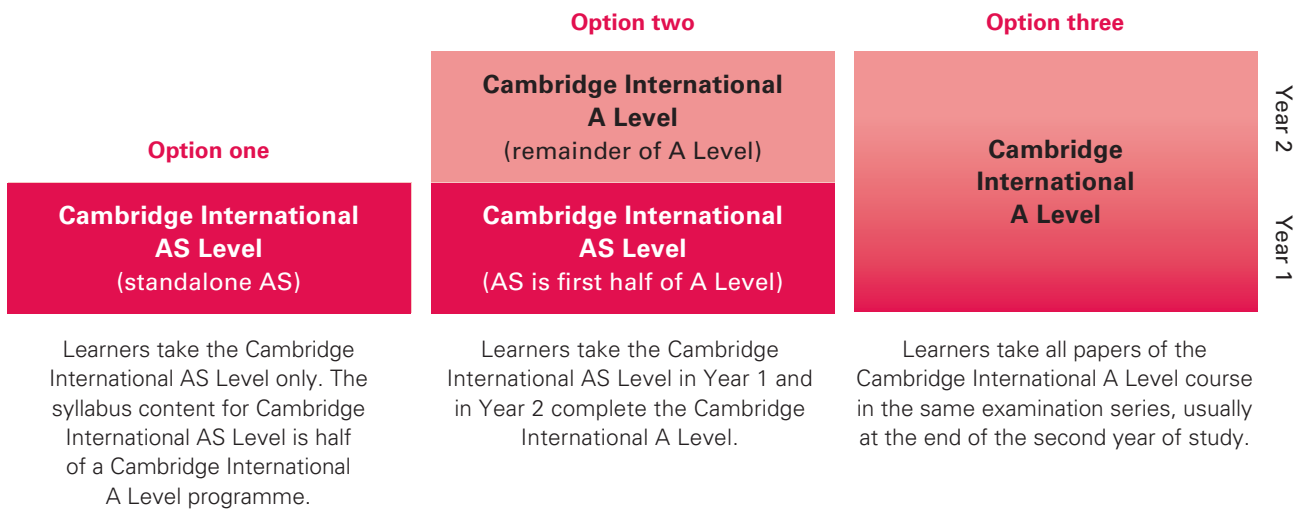 Option one
Cambridge International
AS Level
(standalone AS)
Learners take the Cambridge
International AS Level only. The
syllabus content for Cambridge
International AS Level is half
of a Cambridge International
A Level programme.
Option two
Cambridge International
A Level
(remainder of A Level)
Cambridge International
AS Level
(AS is first half of A Level)
Learners take the Cambridge
International AS Level in Year 1 and
in Year 2 complete the Cambridge
International A Level.
Option three
Cambridge
International
A Level
Learners take all papers of the
Cambridge International A Level course
in the same examination series, usually
at the end of the second year of study.
Year 2
Year 1